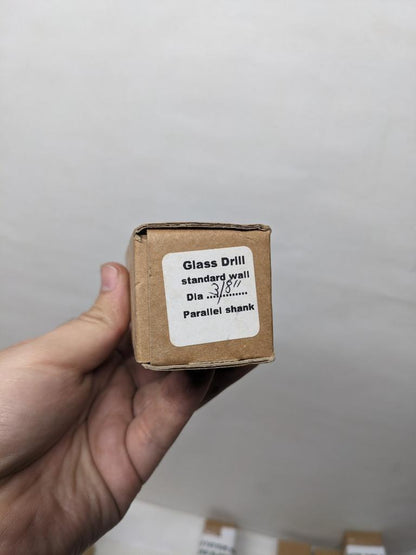 Glass Drill
standard wall
Dia ............ 3/8"
Parallel shank